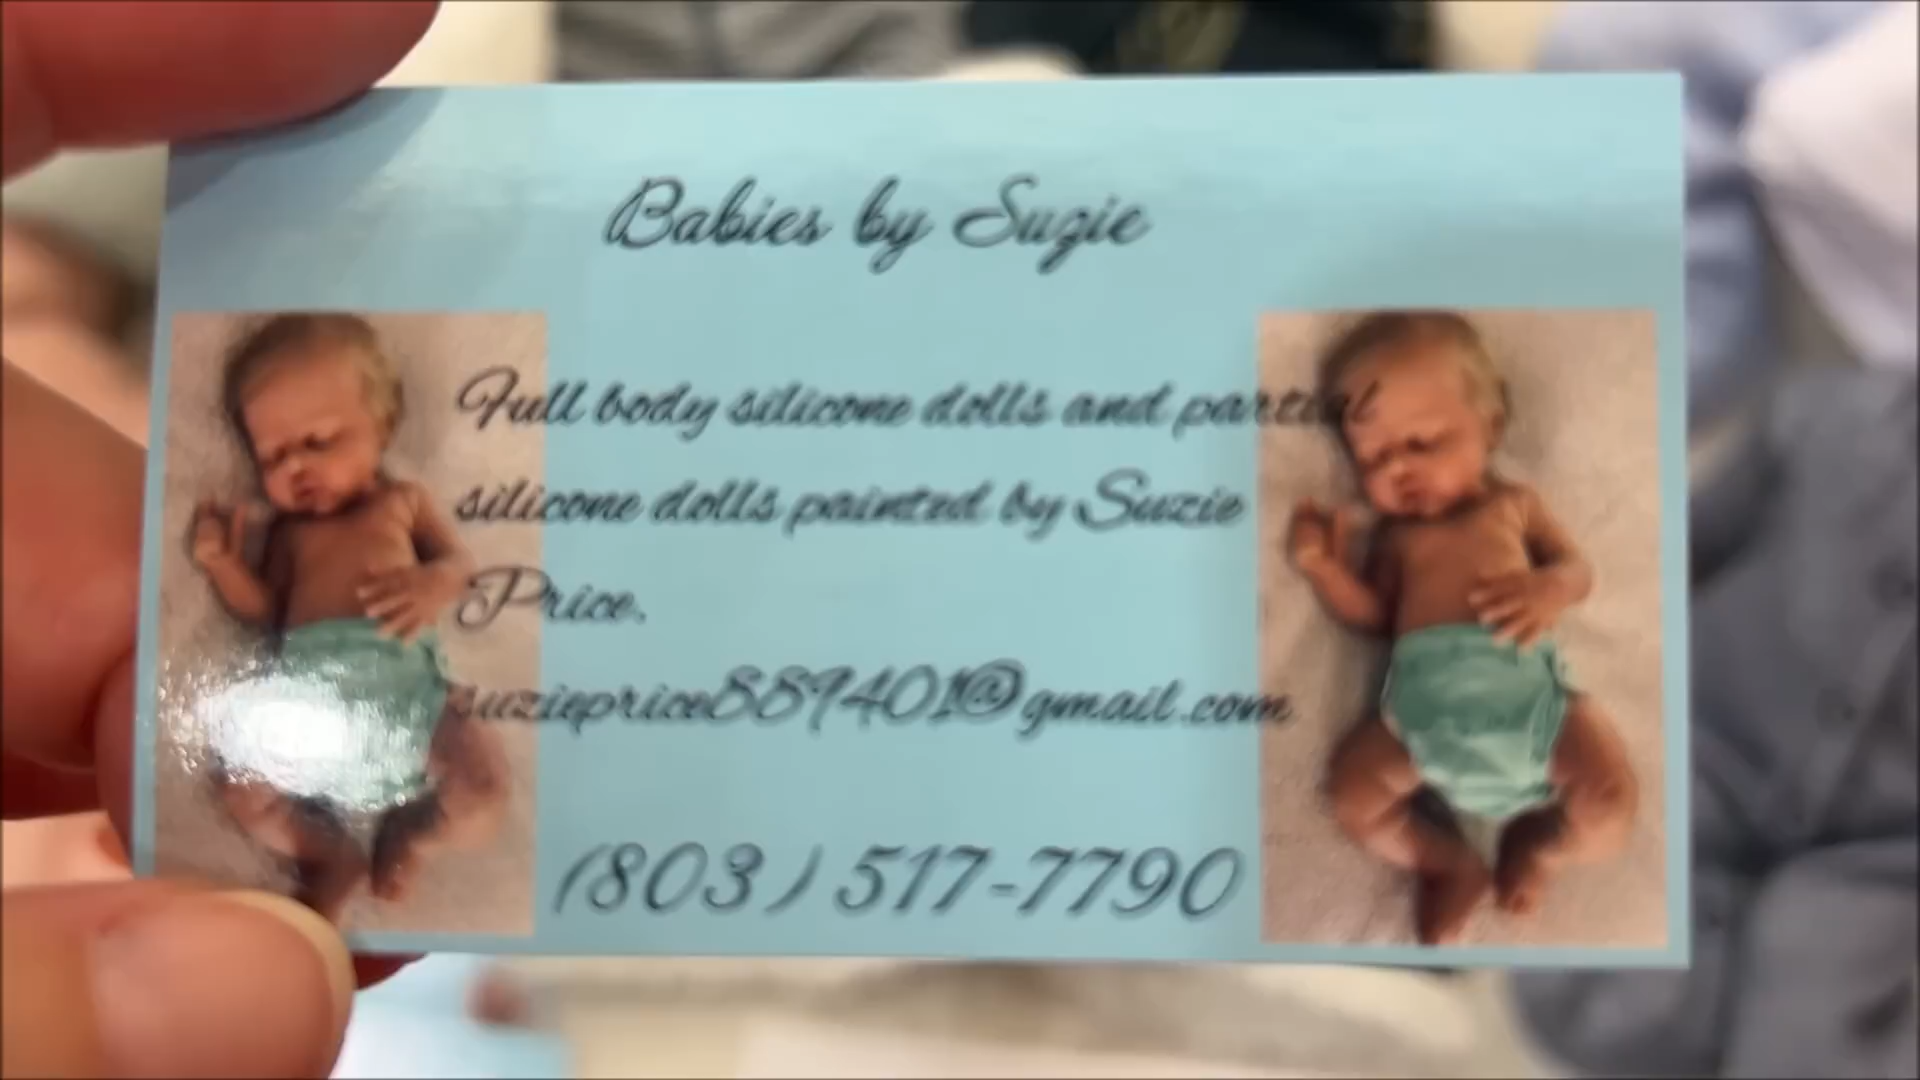 Babies by Suzie
Full body silicone dolls and partial
silicone dolls painted by Suzie
Price.
suzieprice889401@gmail.com
(803) 517-7790